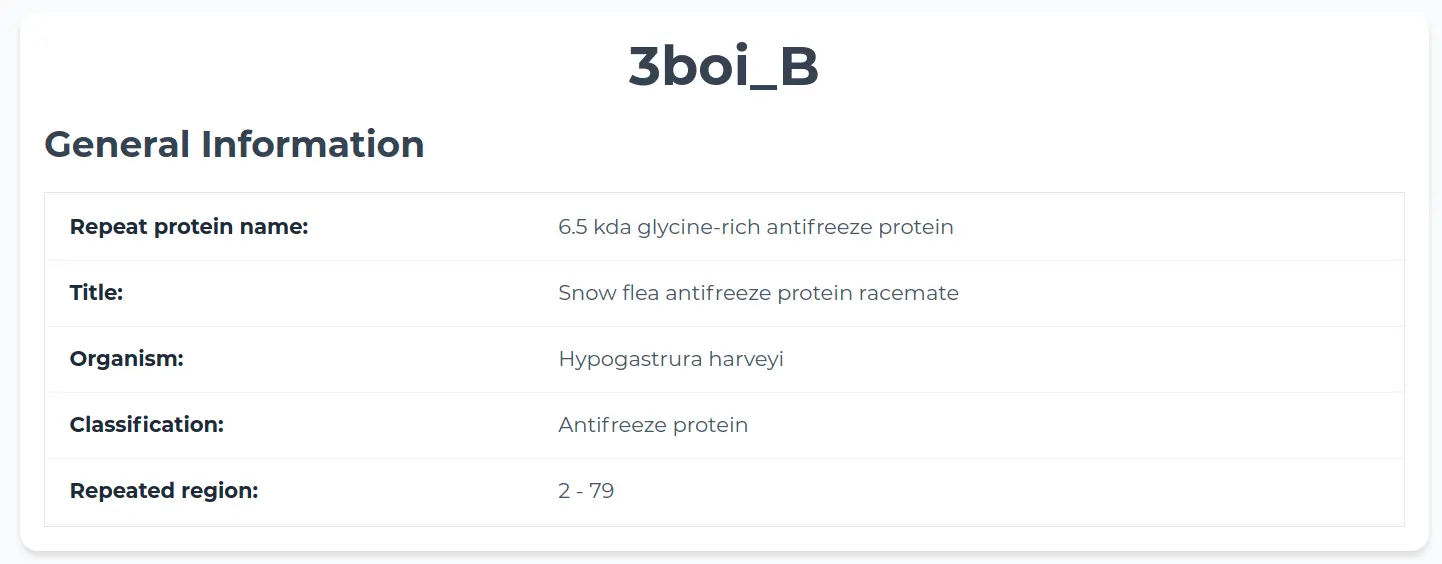 3boi_B
General Information
Repeat protein name: 6.5 kda glycine-rich antifreeze protein
Title: Snow flea antifreeze protein racemate
Organism: Hypogastrura harveyi
Classification: Antifreeze protein
Repeated region: 2 - 79